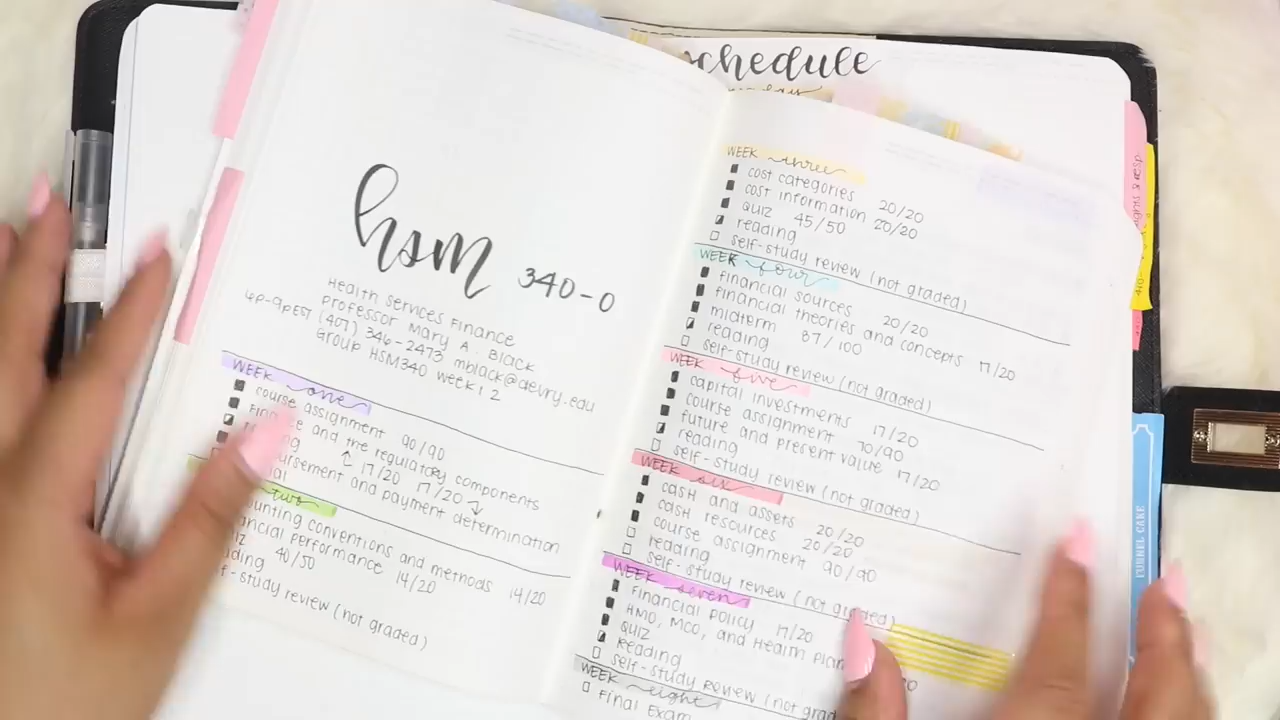 schedule
hsm 340-0
Health Services Finance
Professor Mary A. Black
6p-9pEST (407) 346-2473 mblack@devry.edu
Group HSM340 Week 1 2
WEEK one
course assignment 90/90
and the regulatory components
17/20 17/20
and payment determination
two
conventions and methods 14/20
performance 14/20
40/50
review (not graded)
WEEK three
cost categories 20/20
cost information 20/20
quiz 45/50
reading
self-study review (not graded)
WEEK four
financial sources 20/20
financial theories and concepts 17/20
midterm 87/100
reading
self-study review (not graded)
WEEK five
capital investments 17/20
course assignment 70/90
future and present value 17/20
reading
self-study review (not graded)
WEEK six
cash and assets 20/20
cash resources 20/20
course assignment 90/90
reading
self-study review (not graded)
WEEK seven
financial policy 17/20
HMO, MCO, and health plan
quiz
reading
self-study review (not
WEEK eight
Final Exam
FUNNEL CAKE